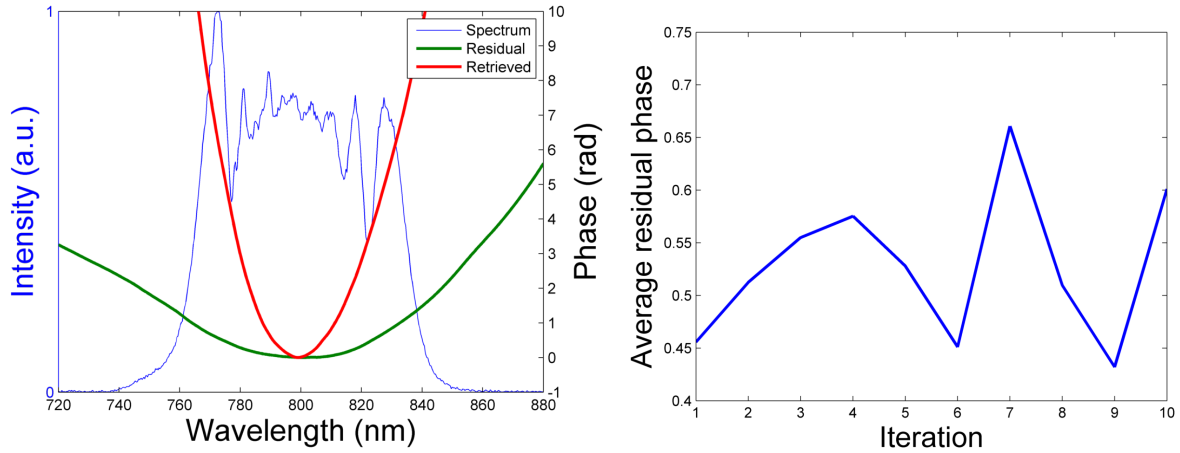 Intensity (a.u.)
1
0
Spectrum
Residual
Retrieved
10
9
8
7
6
5
4
3
2
1
0
-1
Phase (rad)
720 740 760 780 800 820 840 860 880
Wavelength (nm)
Average residual phase
0.75
0.7
0.65
0.6
0.55
0.5
0.45
0.4
1 2 3 4 5 6 7 8 9 10
Iteration